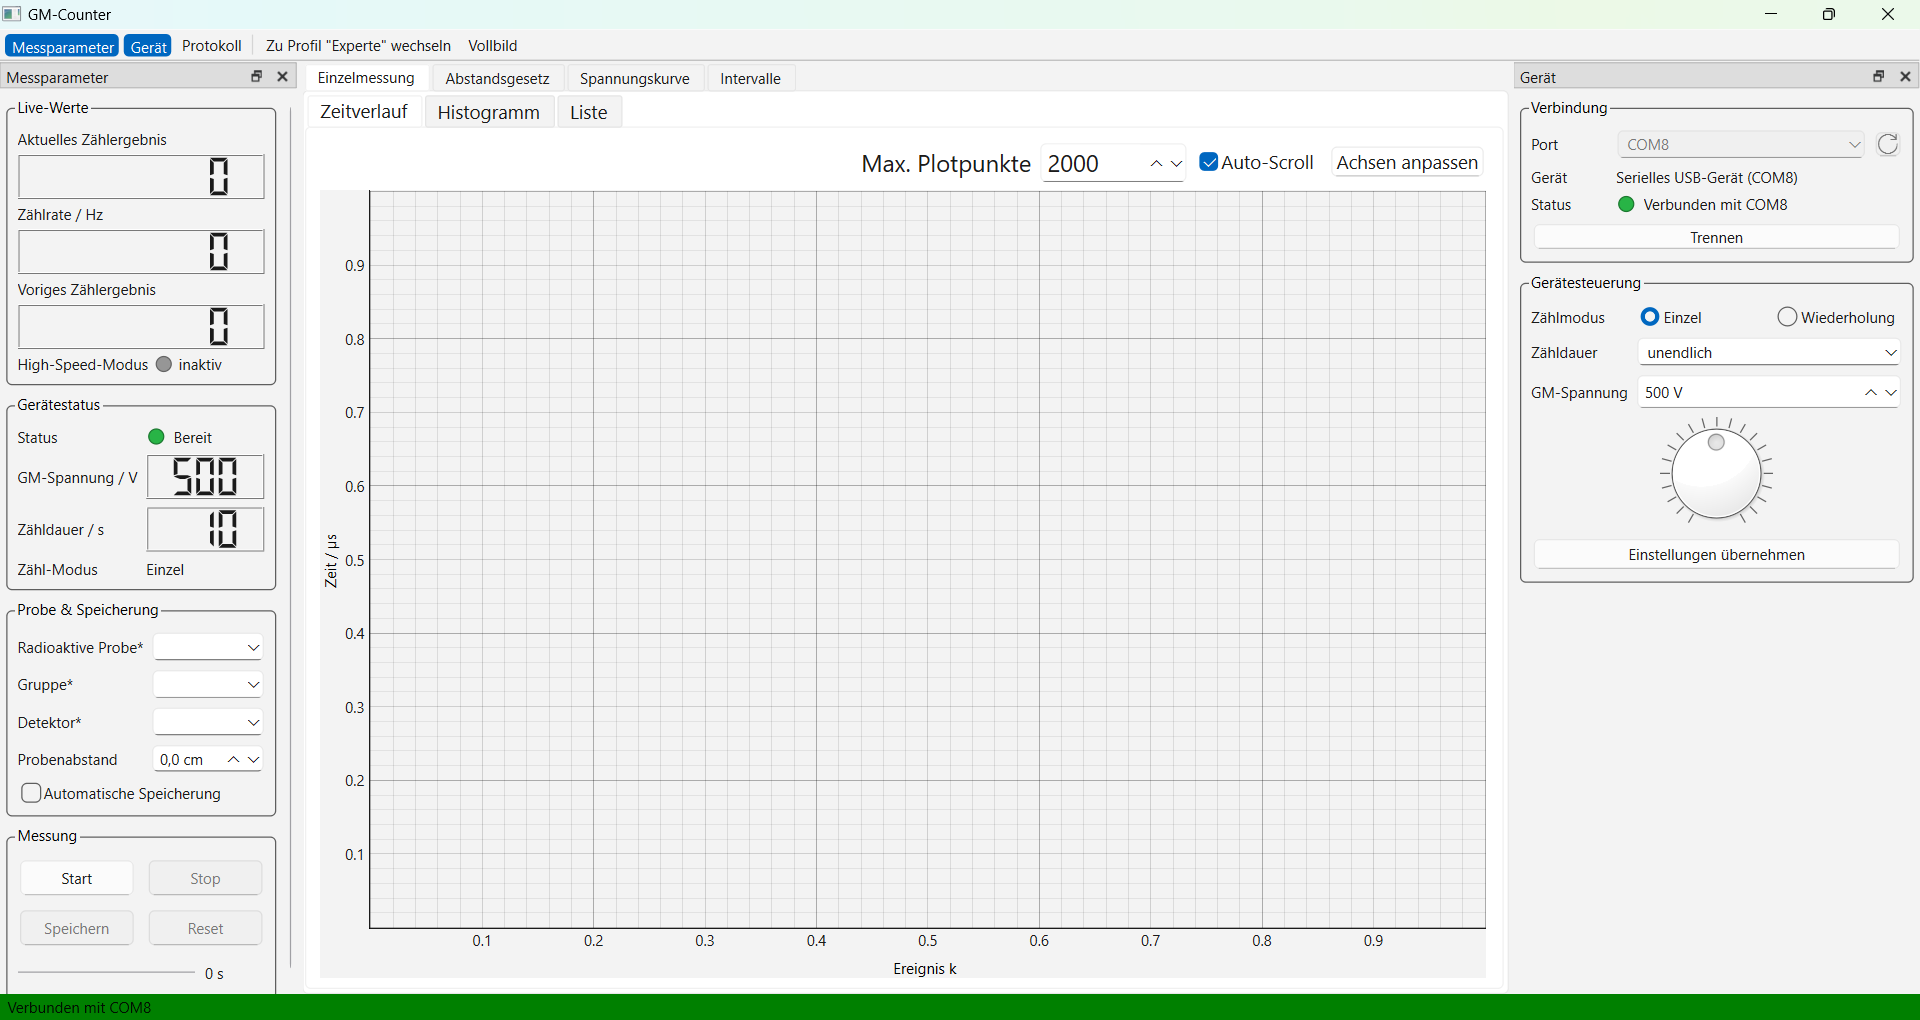 GM-Counter
Messparameter Gerät Protokoll Zu Profil "Experte" wechseln Vollbild
Messparameter
Live-Werte
Aktuelles Zählergebnis
0
Zählrate / Hz
0
Voriges Zählergebnis
0
High-Speed-Modus inaktiv
Gerätestatus
Status Bereit
GM-Spannung / V 500
Zähldauer / s 10
Zähl-Modus Einzel
Probe & Speicherung
Radioaktive Probe*
Gruppe*
Detektor*
Probenabstand 0,0 cm
Automatische Speicherung
Messung
Start Stop
Speichern Reset
0 s
Einzelmessung Abstandsgesetz Spannungskurve Intervalle
Zeitverlauf Histogramm Liste
Max. Plotpunkte 2000 Auto-Scroll Achsen anpassen
Zeit / µs
0.9
0.8
0.7
0.6
0.5
0.4
0.3
0.2
0.1
0.1 0.2 0.3 0.4 0.5 0.6 0.7 0.8 0.9
Ereignis k
Gerät
Verbindung
Port COM8
Gerät Serielles USB-Gerät (COM8)
Status Verbunden mit COM8
Trennen
Gerätesteuerung
Zählmodus Einzel Wiederholung
Zähldauer unendlich
GM-Spannung 500 V
Einstellungen übernehmen
Verbunden mit COM8